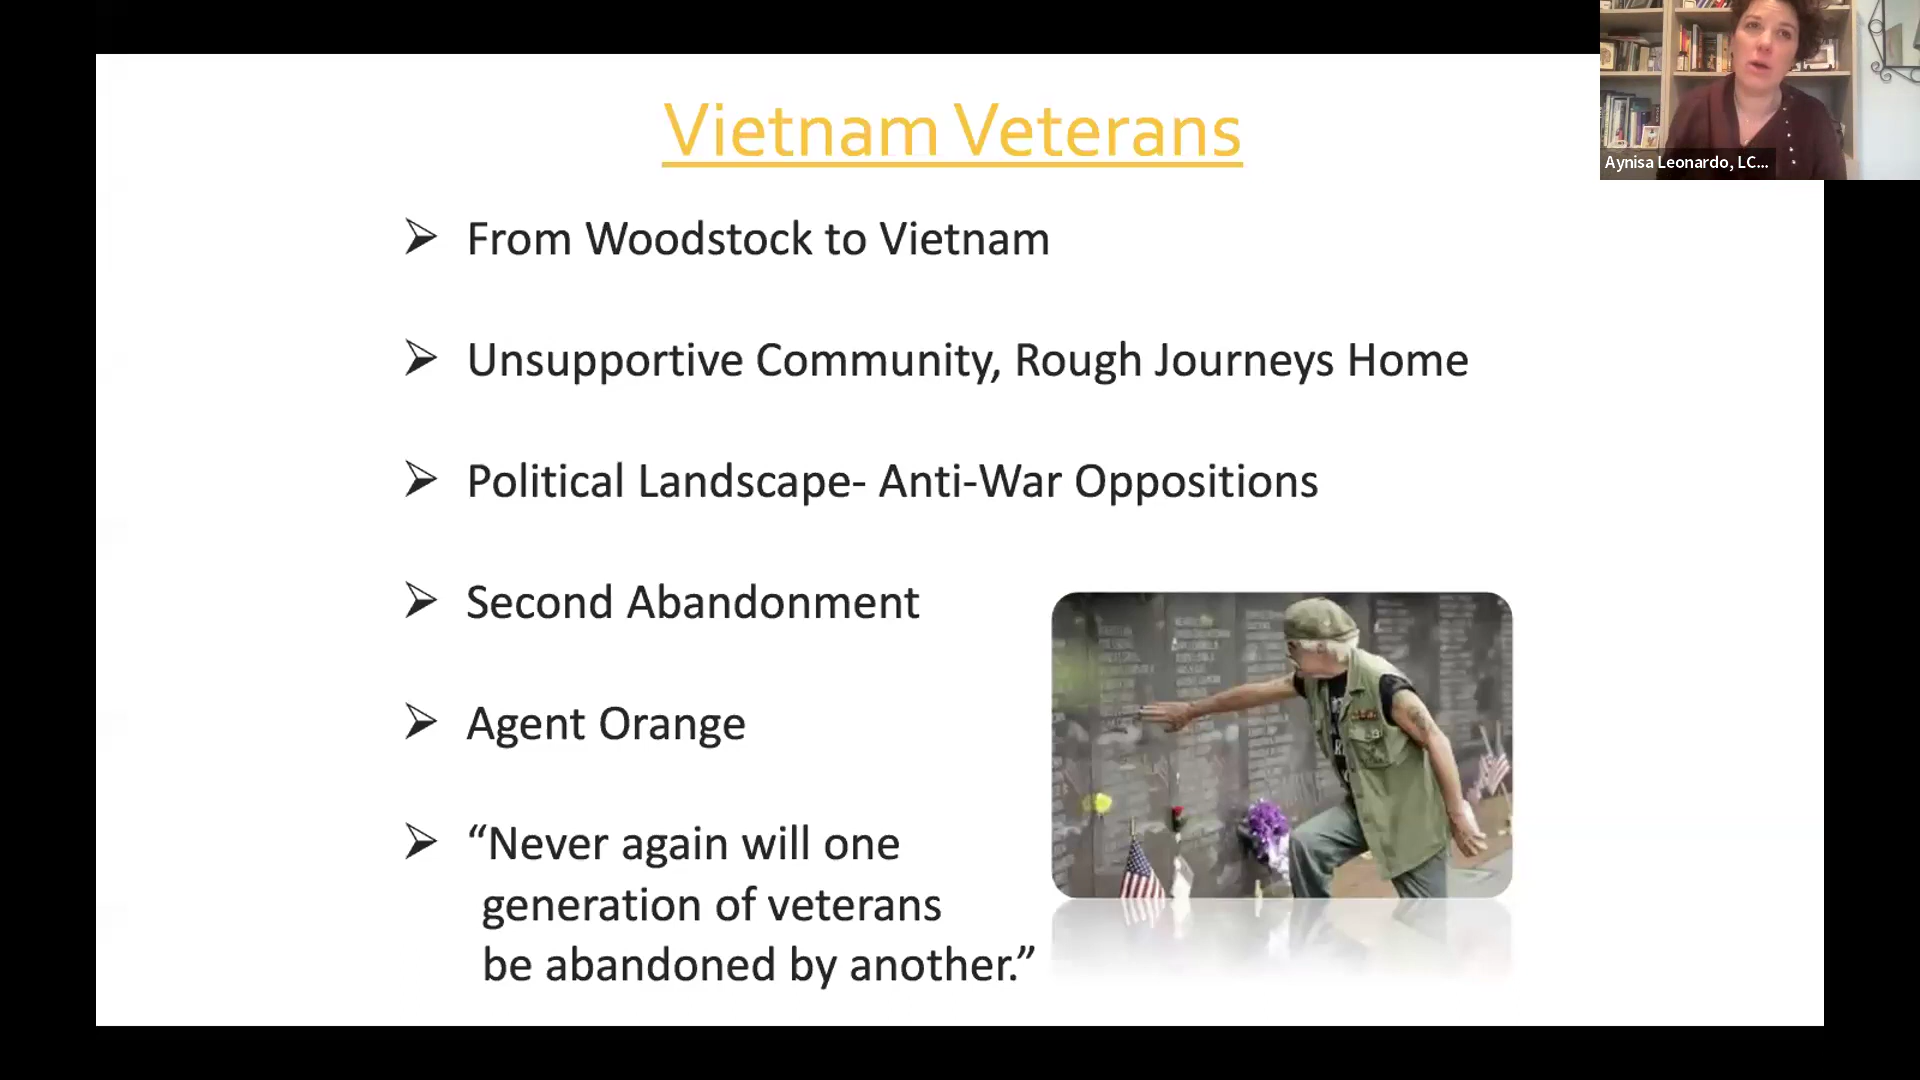 Vietnam Veterans
Aynisa Leonardo, LC...
➢ From Woodstock to Vietnam
➢ Unsupportive Community, Rough Journeys Home
➢ Political Landscape- Anti-War Oppositions
➢ Second Abandonment
➢ Agent Orange
➢ “Never again will one
generation of veterans
be abandoned by another.”